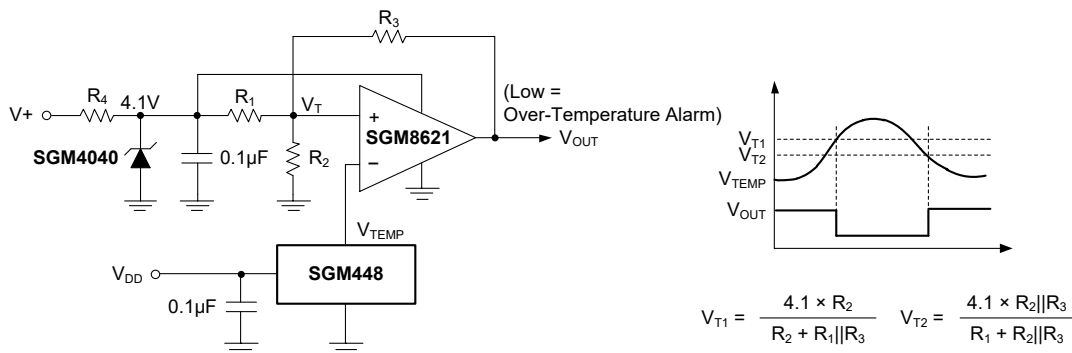 R3
(Low =
Over-Temperature Alarm)
V+
R4
4.1V
R1
VT
+
SGM8621
VOUT
SGM4040
0.1µF
R2
−
VTEMP
VDD
SGM448
0.1µF
VT1
VT2
VTEMP
VOUT
VT1 = 4.1 × R2 / R2 + R1||R3
VT2 = 4.1 × R2||R3 / R1 + R2||R3